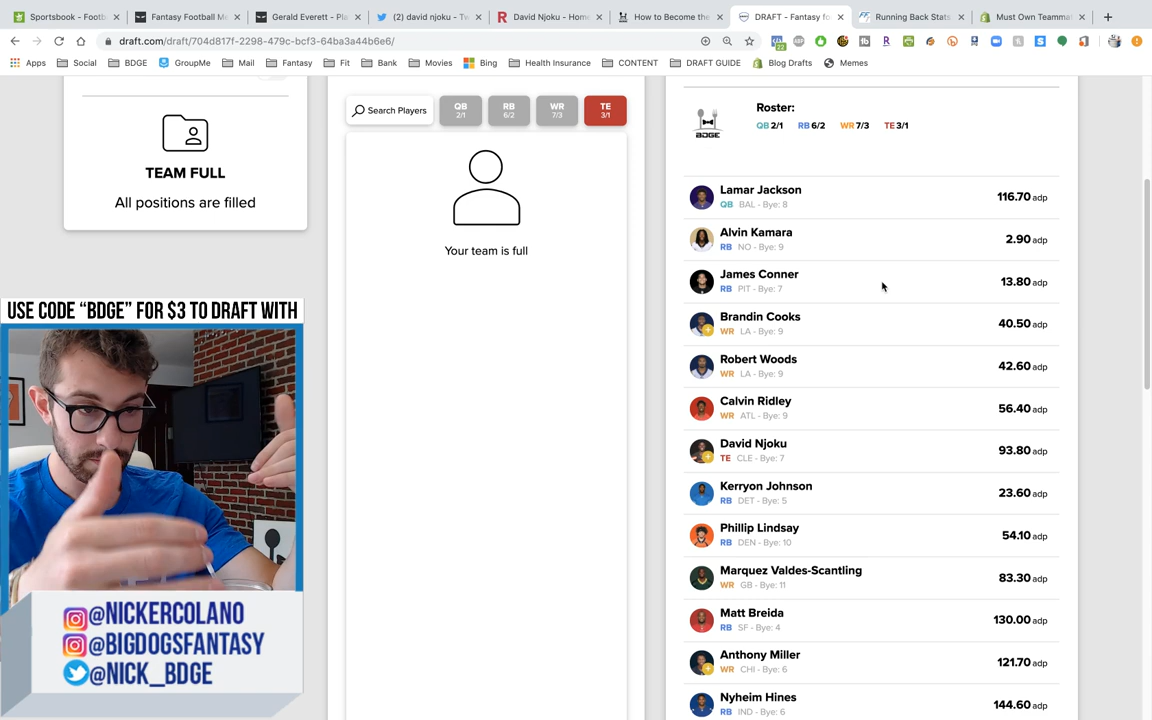 Sportsbook - Footb
Fantasy Football M
Gerald Everett - Pla
(2) david njoku - Tw
David Njoku - Home
How to Become the
DRAFT - Fantasy fo
Running Back Stats
Must Own Teammat
draft.com/draft/704d817f-2298-479c-bcf3-64ba3a44b6e6/
22
Apps
Social
BDGE
GroupMe
Mail
Fantasy
Fit
Bank
Movies
Bing
Health Insurance
CONTENT
DRAFT GUIDE
Blog Drafts
Memes
TEAM FULL
All positions are filled
Search Players
QB
2/1
RB
6/2
WR
7/3
TE
3/1
Your team is full
BDGE
Roster:
QB 2/1 RB 6/2 WR 7/3 TE 3/1
Lamar Jackson
QB BAL - Bye: 8
116.70 adp
Alvin Kamara
RB NO - Bye: 9
2.90 adp
James Conner
RB PIT - Bye: 7
13.80 adp
Brandin Cooks
WR LA - Bye: 9
40.50 adp
Robert Woods
WR LA - Bye: 9
42.60 adp
Calvin Ridley
WR ATL - Bye: 9
56.40 adp
David Njoku
TE CLE - Bye: 7
93.80 adp
Kerryon Johnson
RB DET - Bye: 5
23.60 adp
Phillip Lindsay
RB DEN - Bye: 10
54.10 adp
Marquez Valdes-Scantling
WR GB - Bye: 11
83.30 adp
Matt Breida
RB SF - Bye: 4
130.00 adp
Anthony Miller
WR CHI - Bye: 6
121.70 adp
Nyheim Hines
RB IND - Bye: 6
144.60 adp
USE CODE "BDGE" FOR $3 TO DRAFT WITH
@NICKERCOLANO
@BIGDOGSFANTASY
@NICK_BDGE